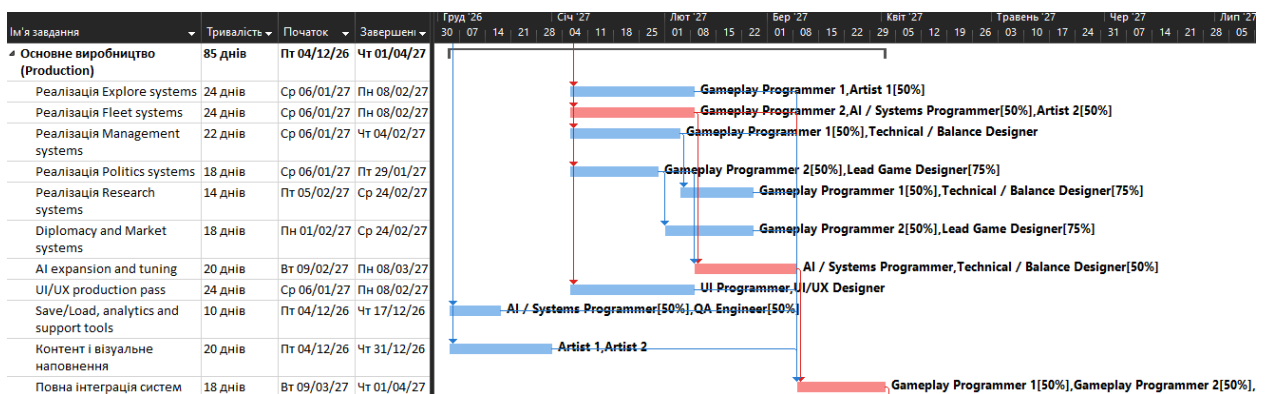 Груд '26 Січ '27 Лют '27 Бер '27 Квіт '27 Травень '27 Чер '27 Лип '27
Ім'я завдання Тривалість Початок Завершенн 30 07 14 21 28 04 11 18 25 01 08 15 22 01 08 15 22 29 05 12 19 26 03 10 17 24 31 07 14 21 28 05
Основне виробництво 85 днів Пт 04/12/26 Чт 01/04/27
(Production)
Реалізація Explore systems 24 днів Ср 06/01/27 Пн 08/02/27 Gameplay Programmer 1,Artist 1[50%]
Реалізація Fleet systems 24 днів Ср 06/01/27 Пн 08/02/27 Gameplay Programmer 2,AI / Systems Programmer[50%],Artist 2[50%]
Реалізація Management 22 днів Ср 06/01/27 Чт 04/02/27 Gameplay Programmer 1[50%],Technical / Balance Designer
systems
Реалізація Politics systems 18 днів Ср 06/01/27 Пт 29/01/27 Gameplay Programmer 2[50%],Lead Game Designer[75%]
Реалізація Research 14 днів Пт 05/02/27 Ср 24/02/27 Gameplay Programmer 1[50%],Technical / Balance Designer[75%]
systems
Diplomacy and Market 18 днів Пн 01/02/27 Ср 24/02/27 Gameplay Programmer 2[50%],Lead Game Designer[75%]
systems
AI expansion and tuning 20 днів Вт 09/02/27 Пн 08/03/27 AI / Systems Programmer,Technical / Balance Designer[50%]
UI/UX production pass 24 днів Ср 06/01/27 Пн 08/02/27 UI Programmer,UI/UX Designer
Save/Load, analytics and 10 днів Пт 04/12/26 Чт 17/12/26 AI / Systems Programmer[50%],QA Engineer[50%]
support tools
Контент і візуальне 20 днів Пт 04/12/26 Чт 31/12/26 Artist 1,Artist 2
наповнення
Повна інтеграція систем 18 днів Вт 09/03/27 Чт 01/04/27 Gameplay Programmer 1[50%],Gameplay Programmer 2[50%],